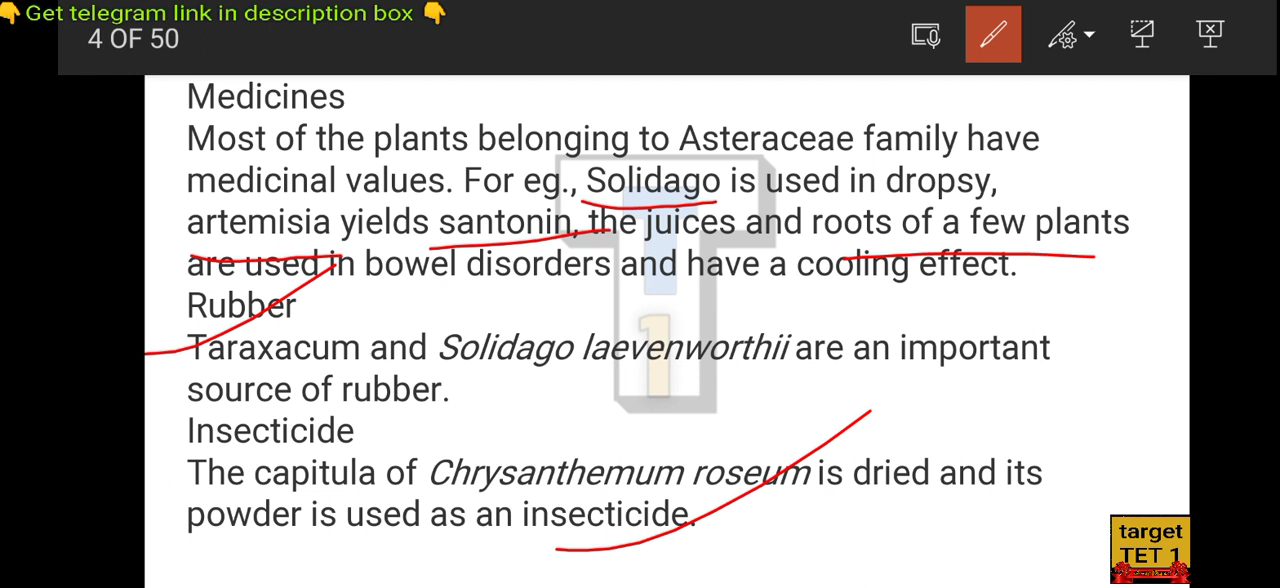 👇 Get telegram link in description box 👇
4 OF 50
Medicines
Most of the plants belonging to Asteraceae family have
medicinal values. For eg., Solidago is used in dropsy,
artemisia yields santonin, the juices and roots of a few plants
are used in bowel disorders and have a cooling effect.
Rubber
Taraxacum and Solidago laevenworthii are an important
source of rubber.
Insecticide
The capitula of Chrysanthemum roseum is dried and its
powder is used as an insecticide.
T
1
target
TET 1